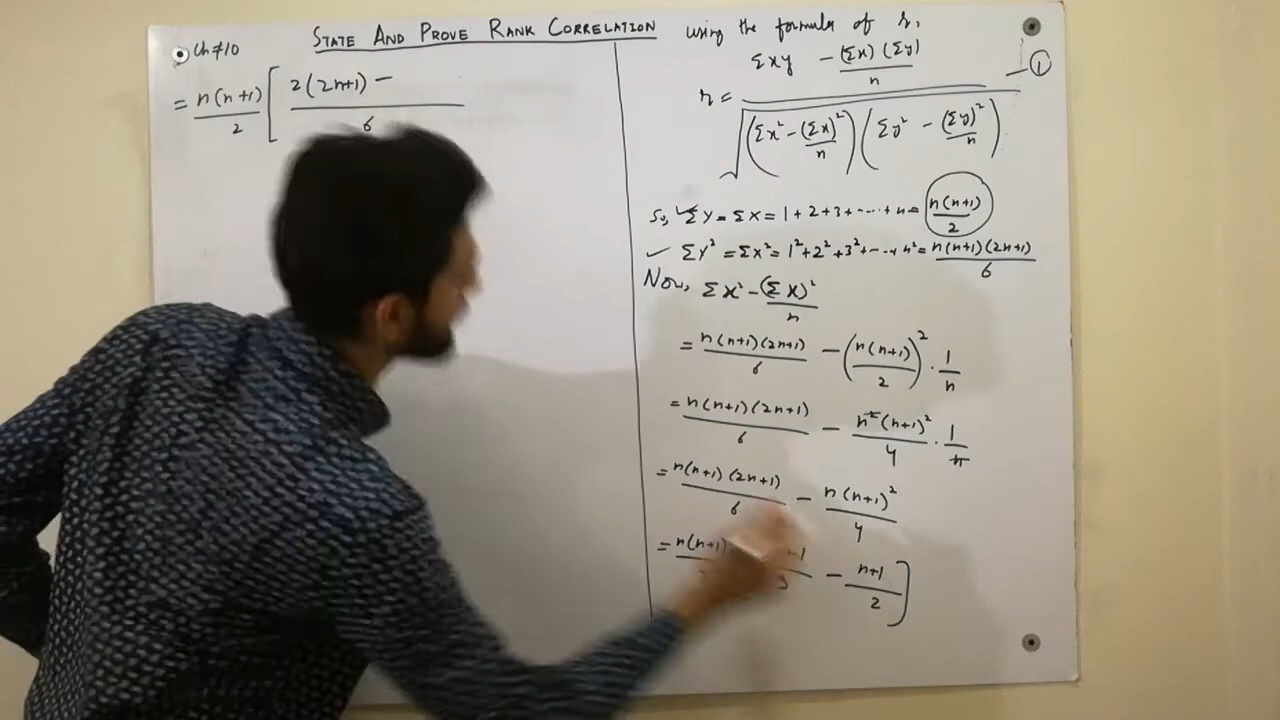 Ch # 10
STATE AND PROVE RANK CORRELATION
= n(n+1)/2 [ 2(2n+1) − / 6
using the formula of r,
r = Σxy − (Σx)(Σy)/n / √(Σx² − (Σx)²/n)(Σy² − (Σy)²/n) — ①
So, ✓ΣY = ΣX = 1+2+3+-----+n = n(n+1)/2
✓ ΣY² = ΣX² = 1²+2²+3²+---+n² = n(n+1)(2n+1)/6
Now, ΣX² − (ΣX)²/n
= n(n+1)(2n+1)/6 − (n(n+1)/2)² · 1/n
= n(n+1)(2n+1)/6 − n²(n+1)²/4 · 1/n
= n(n+1)(2n+1)/6 − n(n+1)²/4
= n(n+1) − n+1/2 ]